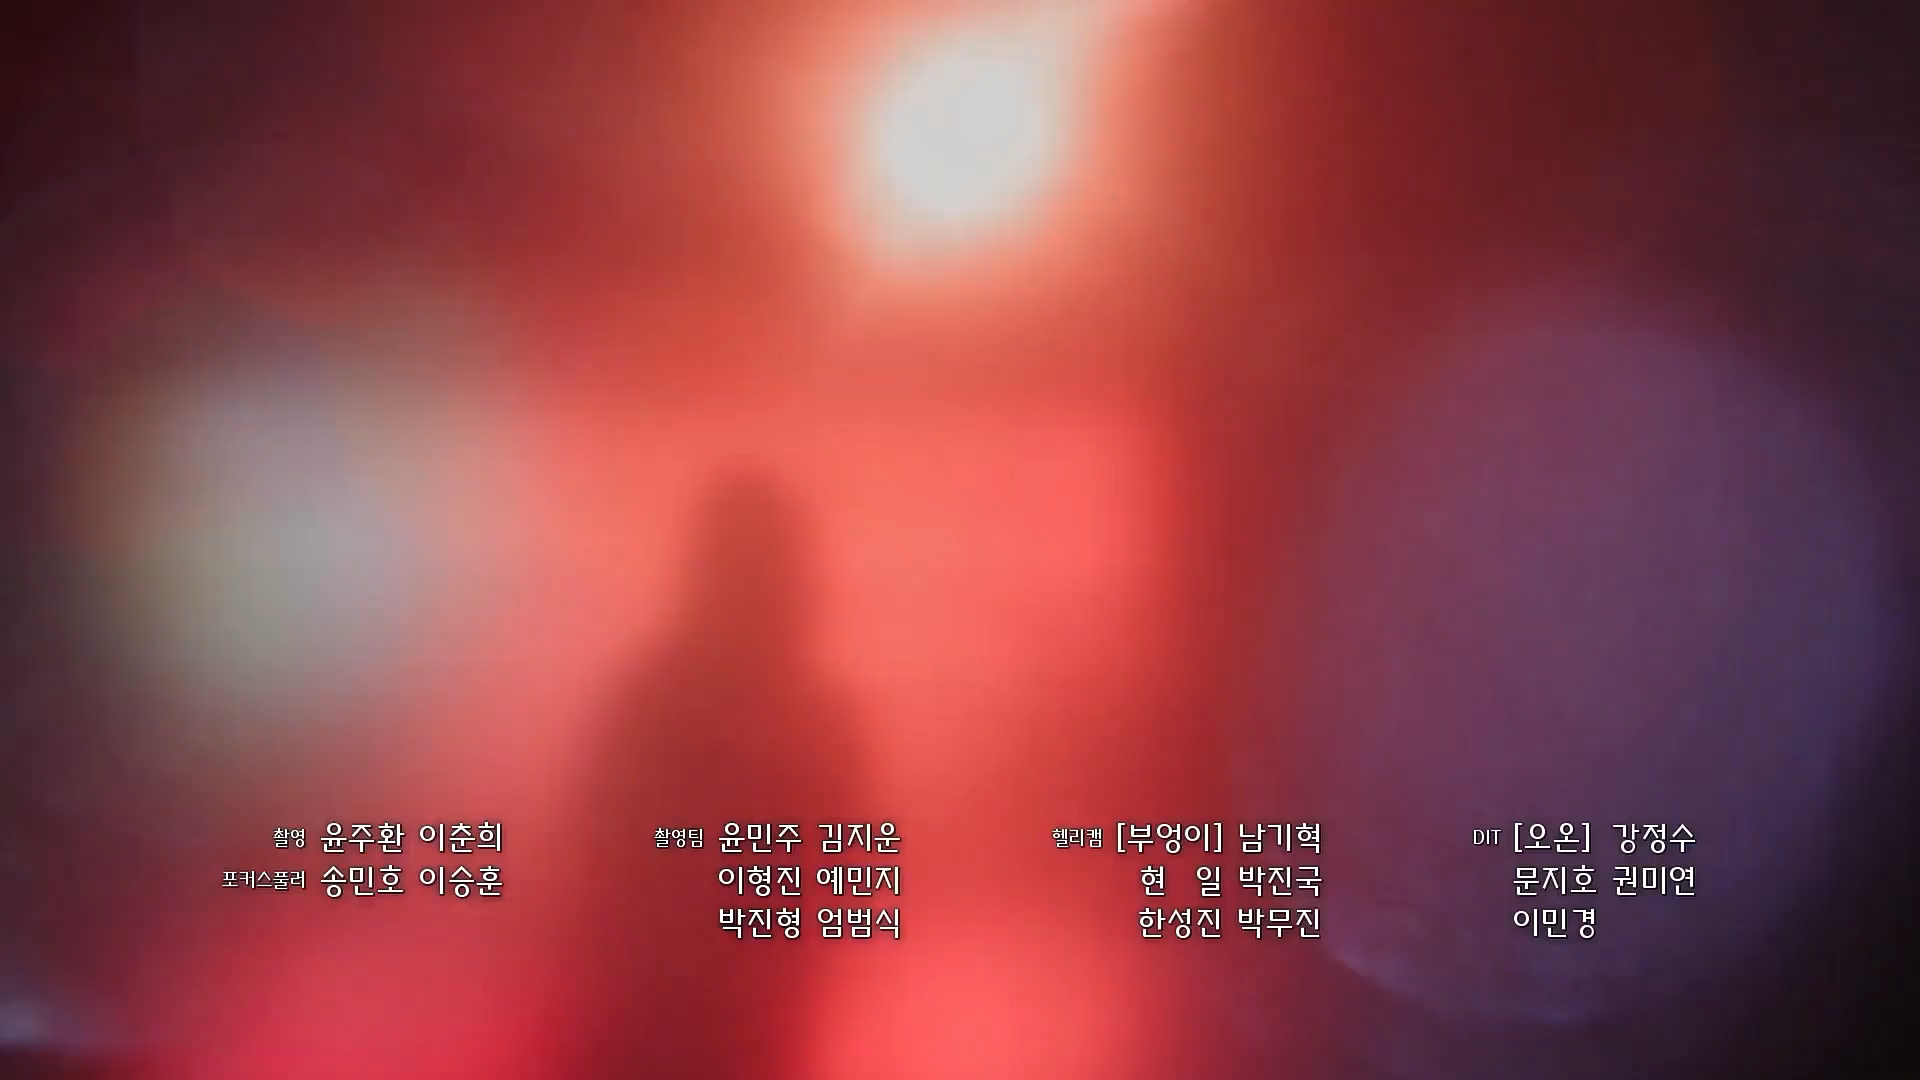 촬영 윤주환 이춘희
포커스풀러 송민호 이승훈
촬영팀 윤민주 김지운
이형진 예민지
박진형 엄범식
헬리캠 [부엉이] 남기혁
현 일 박진국
한성진 박무진
DIT [오온] 강정수
문지호 권미연
이민경